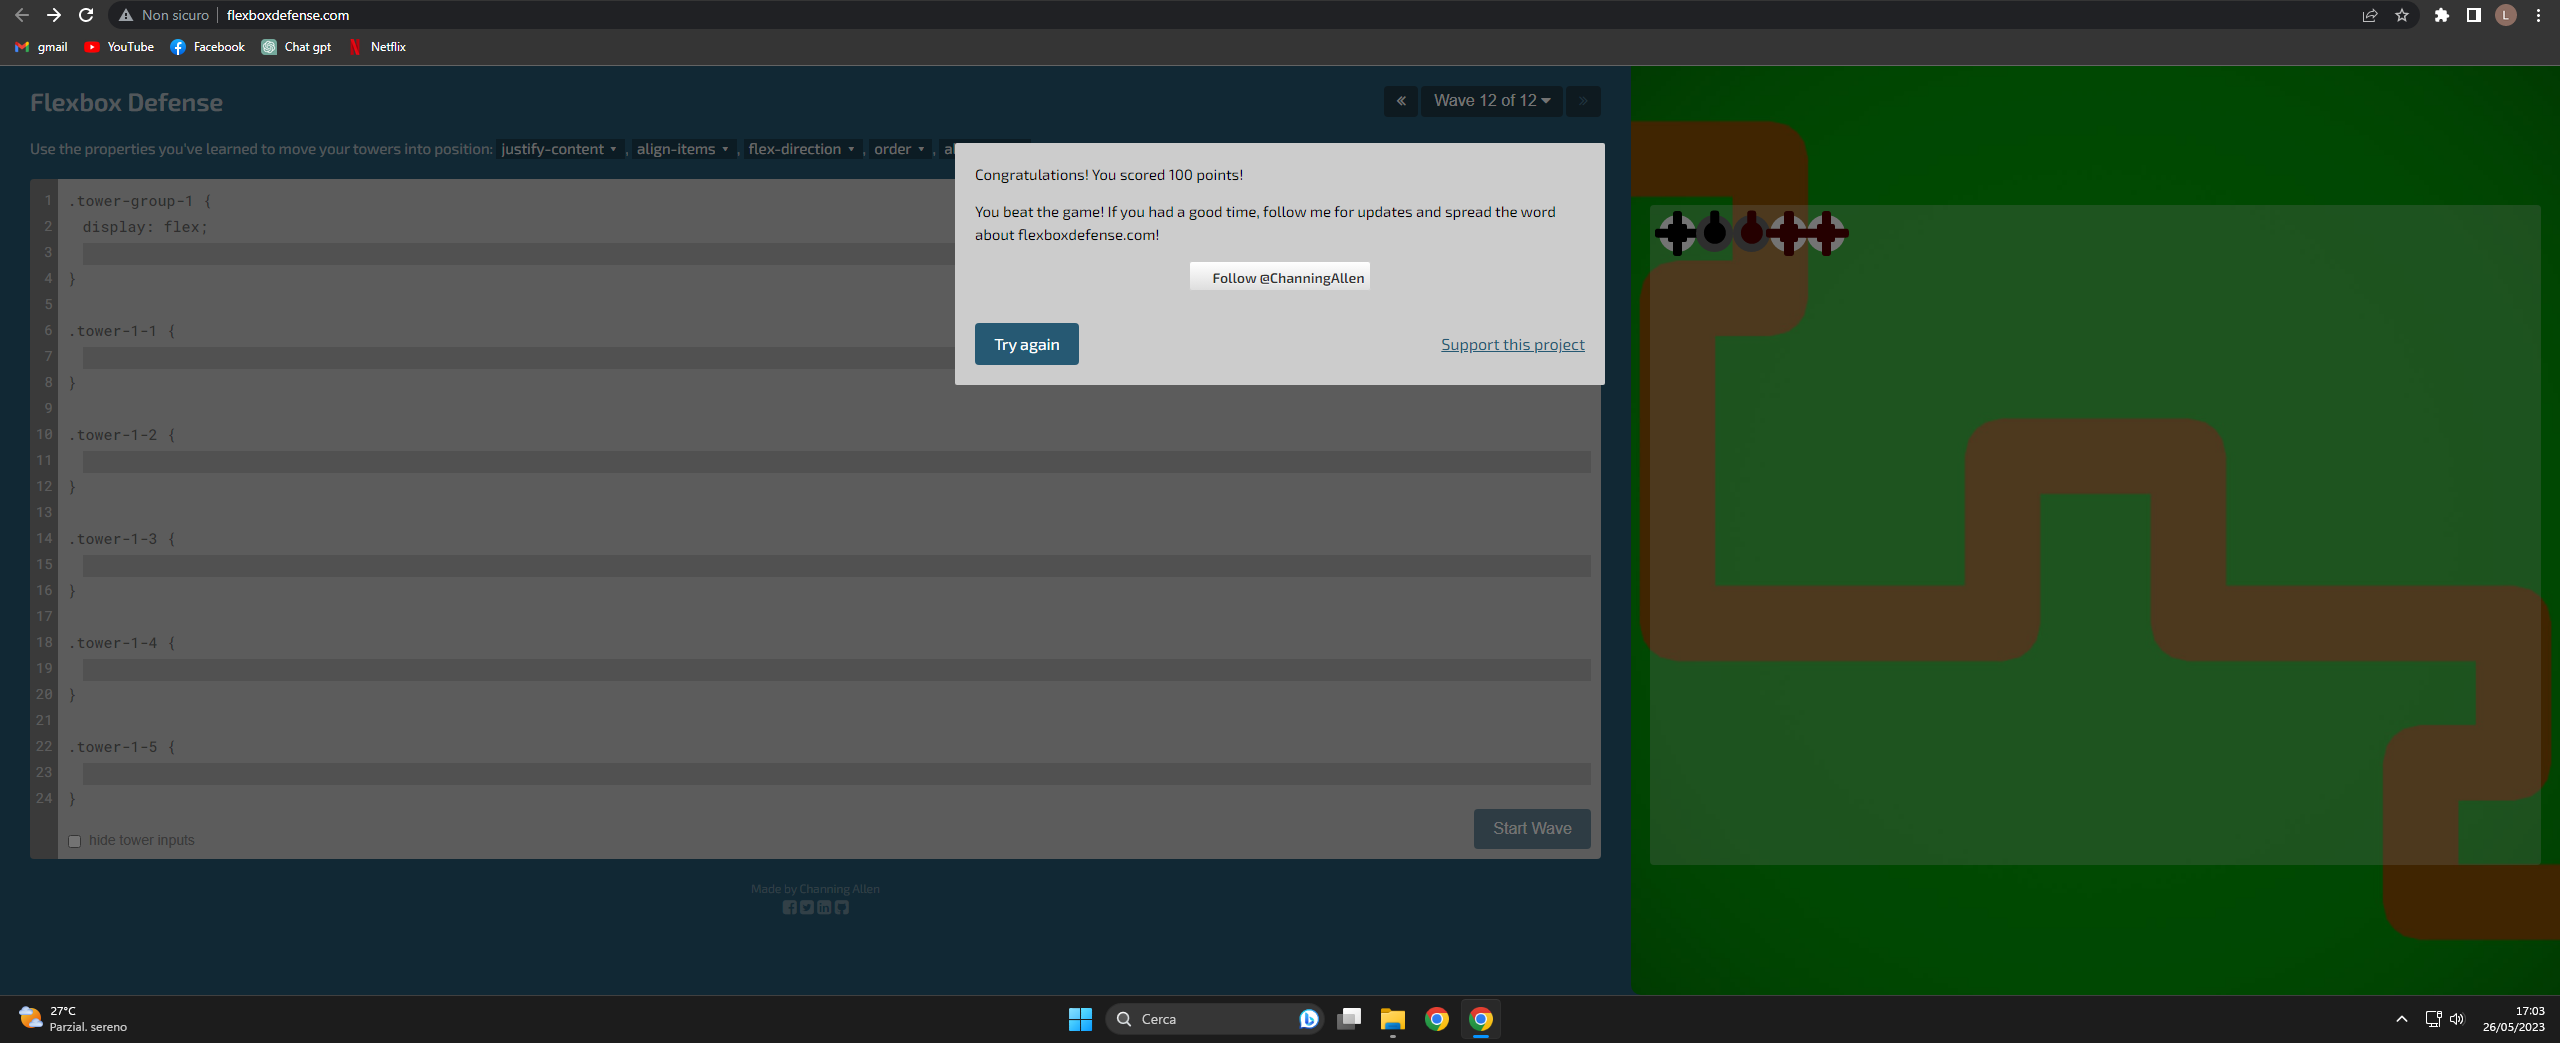 Non sicuro | flexboxdefense.com
gmail YouTube Facebook Chat gpt Netflix
Flexbox Defense
« Wave 12 of 12 »
Use the properties you've learned to move your towers into position: justify-content , align-items , flex-direction , order ,
Congratulations! You scored 100 points!
You beat the game! If you had a good time, follow me for updates and spread the word
about flexboxdefense.com!
Follow @ChanningAllen
Try again
Support this project
1 .tower-group-1 {
2 display: flex;
3
4 }
5
6 .tower-1-1 {
7
8 }
9
10 .tower-1-2 {
11
12 }
13
14 .tower-1-3 {
15
16 }
17
18 .tower-1-4 {
19
20 }
21
22 .tower-1-5 {
23
24 }
hide tower inputs
Start Wave
Made by Channing Allen
27°C
Parzial. sereno
Cerca
17:03
26/05/2023